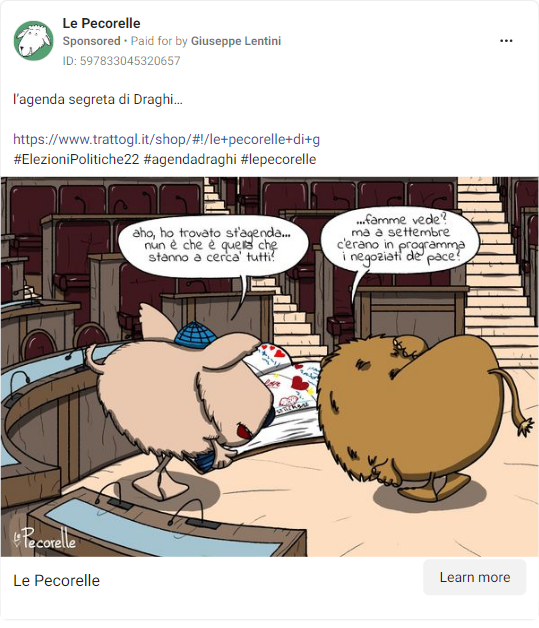 Le Pecorelle
Sponsored • Paid for by Giuseppe Lentini
ID: 597833045320657
l'agenda segreta di Draghi...
https://www.trattogl.it/shop/#!/le+pecorelle+di+g
#ElezioniPolitiche22 #agendadraghi #lepecorelle
aho, ho trovato st'agenda...
nun è che è quella che
stanno a cerca' tutti?
...famme vede'?
ma a settembre
c'erano in programma
i negoziati de pace?
Le Pecorelle
Le Pecorelle
Learn more